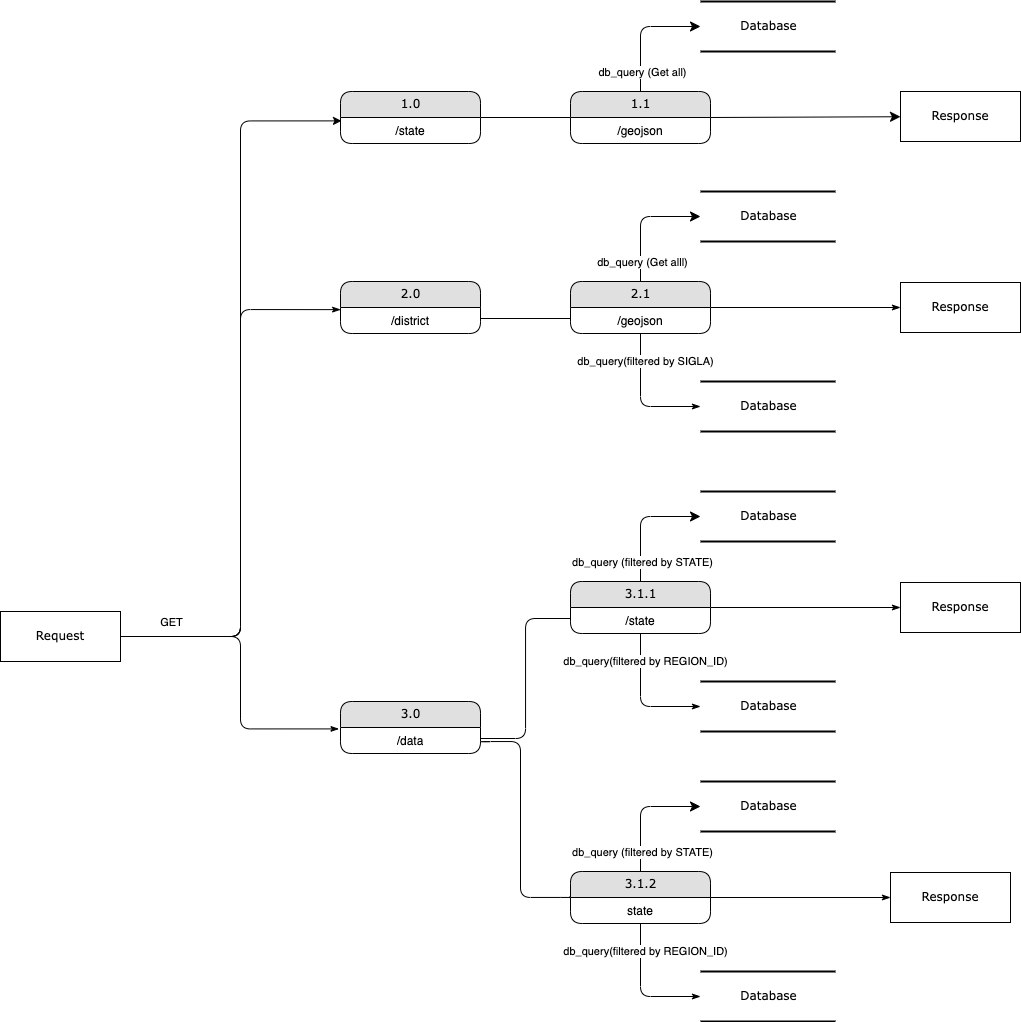 Database
db_query (Get all)
1.0
/state
1.1
/geojson
Response
Database
db_query (Get alll)
2.0
/district
2.1
/geojson
Response
db_query(filtered by SIGLA)
Database
Database
db_query (filtered by STATE)
3.1.1
/state
Response
Request
GET
db_query(filtered by REGION_ID)
Database
3.0
/data
Database
db_query (filtered by STATE)
3.1.2
state
Response
db_query(filtered by REGION_ID)
Database